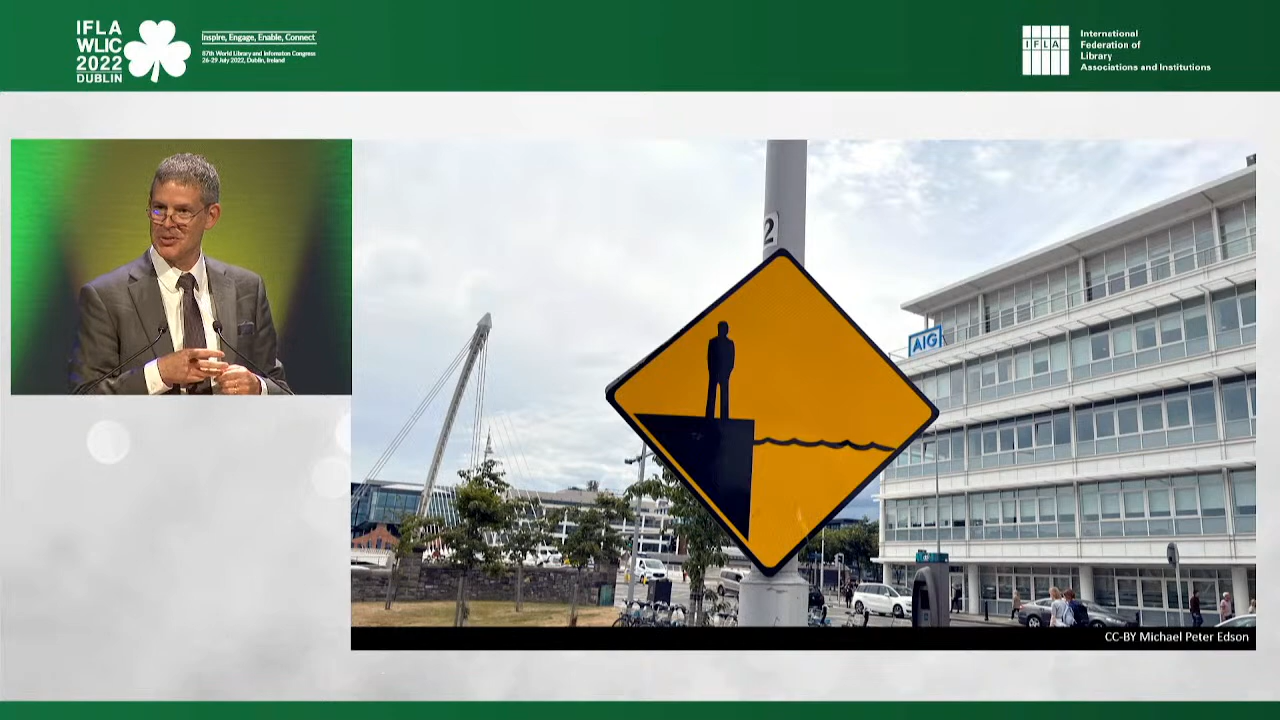 IFLA
WLIC
2022
DUBLIN
Inspire, Engage, Enable, Connect
87th World Library and Infomation Congress
26-29 July 2022, Dublin, Ireland
IFLA
International
Federation of
Library
Associations and Institutions
2
AIG
CC-BY Michael Peter Edson